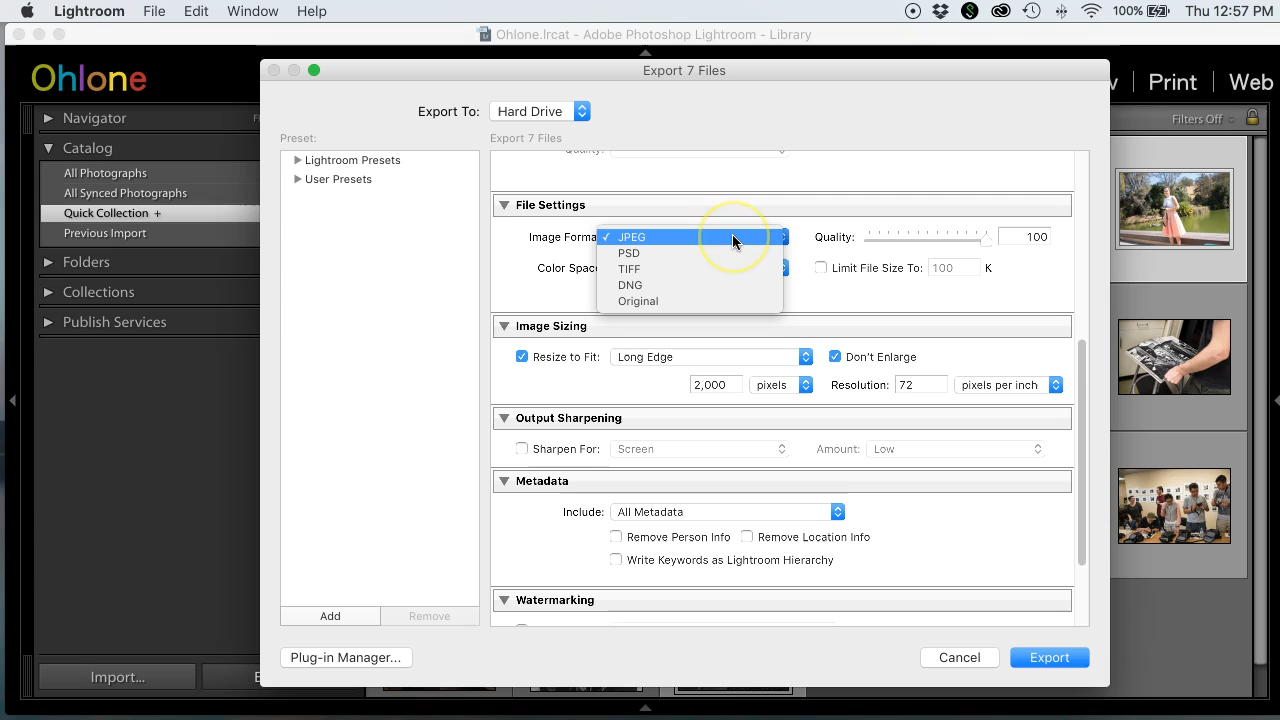 Lightroom File Edit Window Help 100% Thu 12:57 PM
Ohlone.lrcat - Adobe Photoshop Lightroom - Library
Ohlone
Print Web
Export 7 Files
Export To: Hard Drive
Navigator
Filters Off
Catalog
All Photographs
All Synced Photographs
Quick Collection +
Previous Import
Folders
Collections
Publish Services
Import...
Preset:
Lightroom Presets
User Presets
Add Remove
Plug-in Manager...
Export 7 Files
Quality:
File Settings
Image Forma
✓ JPEG
PSD
TIFF
DNG
Original
Quality: 100
Color Spac
Limit File Size To: 100 K
Image Sizing
Resize to Fit: Long Edge Don't Enlarge
2,000 pixels Resolution: 72 pixels per inch
Output Sharpening
Sharpen For: Screen Amount: Low
Metadata
Include: All Metadata
Remove Person Info Remove Location Info
Write Keywords as Lightroom Hierarchy
Watermarking
Cancel Export